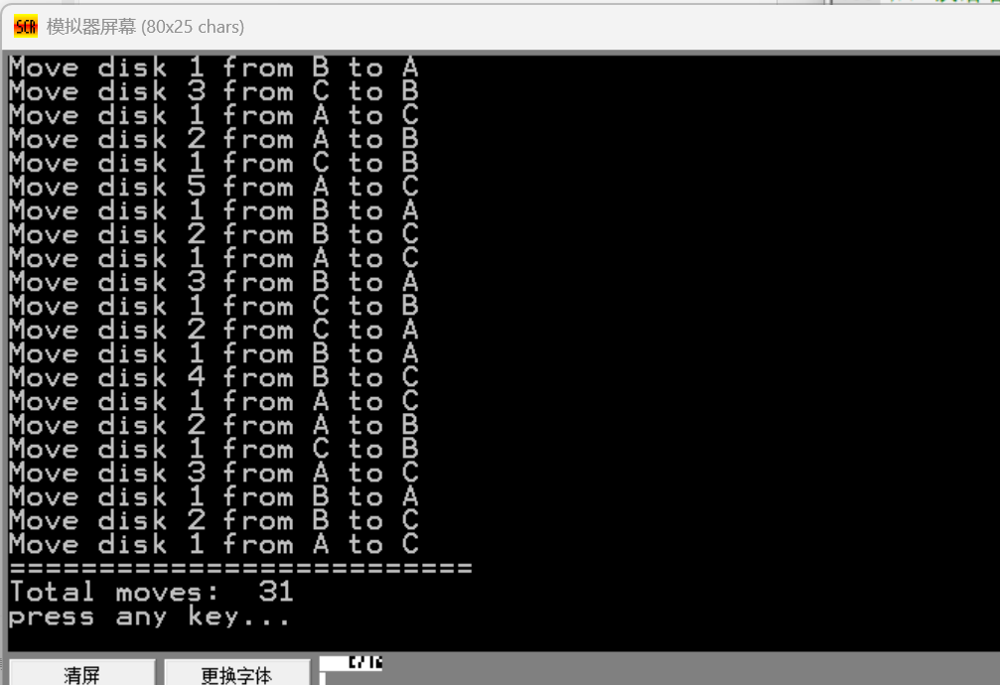 SCR 模拟器屏幕 (80x25 chars)
Move disk 1 from B to A
Move disk 3 from C to B
Move disk 1 from A to C
Move disk 2 from A to B
Move disk 1 from C to B
Move disk 5 from A to C
Move disk 1 from B to A
Move disk 2 from B to C
Move disk 1 from A to C
Move disk 3 from B to A
Move disk 1 from C to B
Move disk 2 from C to A
Move disk 1 from B to A
Move disk 4 from B to C
Move disk 1 from A to C
Move disk 2 from A to B
Move disk 1 from C to B
Move disk 3 from A to C
Move disk 1 from B to A
Move disk 2 from B to C
Move disk 1 from A to C
==========================
Total moves:  31
press any key...
清屏 更换字体